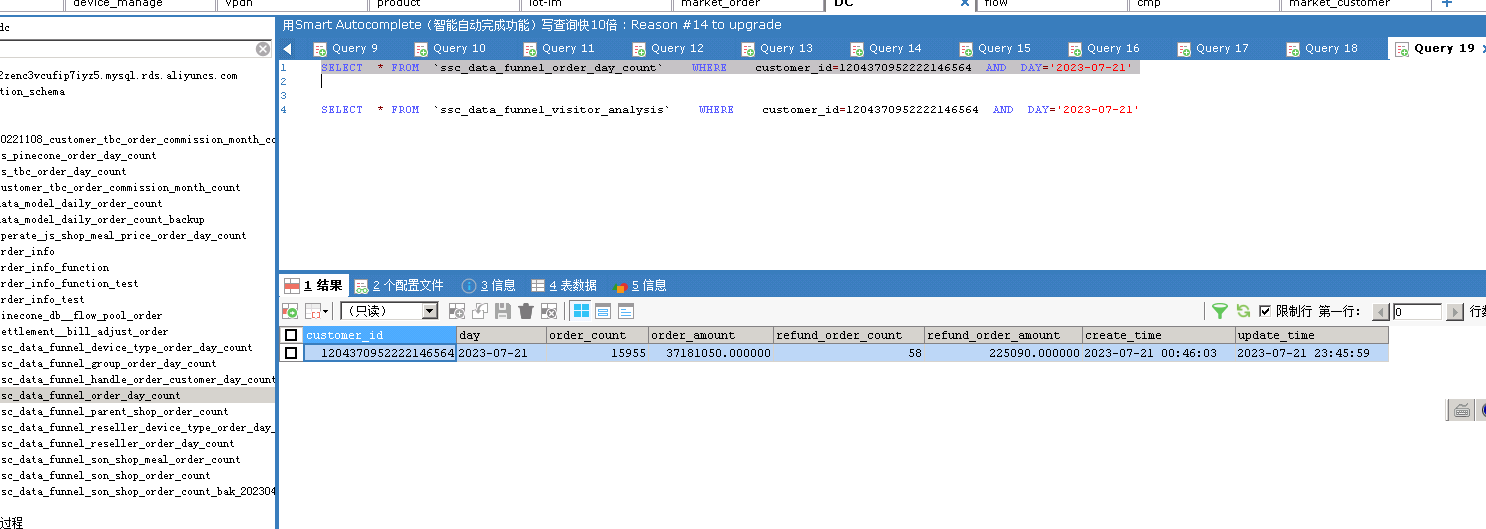 device_manage vpdn product iot-im market_order DC flow cmp market_customer
dc
用Smart Autocomplete（智能自动完成功能）写查询快10倍：Reason #14 to upgrade
Query 9 Query 10 Query 11 Query 12 Query 13 Query 14 Query 15 Query 16 Query 17 Query 18 Query 19
1 SELECT * FROM `ssc_data_funnel_order_day_count` WHERE customer_id=1204370952222146564 AND DAY='2023-07-21'
2
3
4 SELECT * FROM `ssc_data_funnel_visitor_analysis` WHERE customer_id=1204370952222146564 AND DAY='2023-07-21'
2zenc3vcufip7iyz5.mysql.rds.aliyuncs.com
tion_schema
0221108_customer_tbc_order_commission_month_co
s_pinecone_order_day_count
s_tbc_order_day_count
ustomer_tbc_order_commission_month_count
ata_model_daily_order_count
ata_model_daily_order_count_backup
perate_js_shop_meal_price_order_day_count
rder_info
rder_info_function
rder_info_function_test
rder_info_test
inecone_db__flow_pool_order
ettlement__bill_adjust_order
sc_data_funnel_device_type_order_day_count
sc_data_funnel_group_order_day_count
sc_data_funnel_handle_order_customer_day_count
sc_data_funnel_order_day_count
sc_data_funnel_parent_shop_order_count
sc_data_funnel_reseller_device_type_order_day_
sc_data_funnel_reseller_order_day_count
sc_data_funnel_son_shop_meal_order_count
sc_data_funnel_son_shop_order_count
sc_data_funnel_son_shop_order_count_bak_202304
过程
1 结果 2 个配置文件 3 信息 4 表数据 5 信息
（只读） 限制行 第一行： 0 行数
customer_id day order_count order_amount refund_order_count refund_order_amount create_time update_time
1204370952222146564 2023-07-21 15955 37181050.000000 58 225090.000000 2023-07-21 00:46:03 2023-07-21 23:45:59